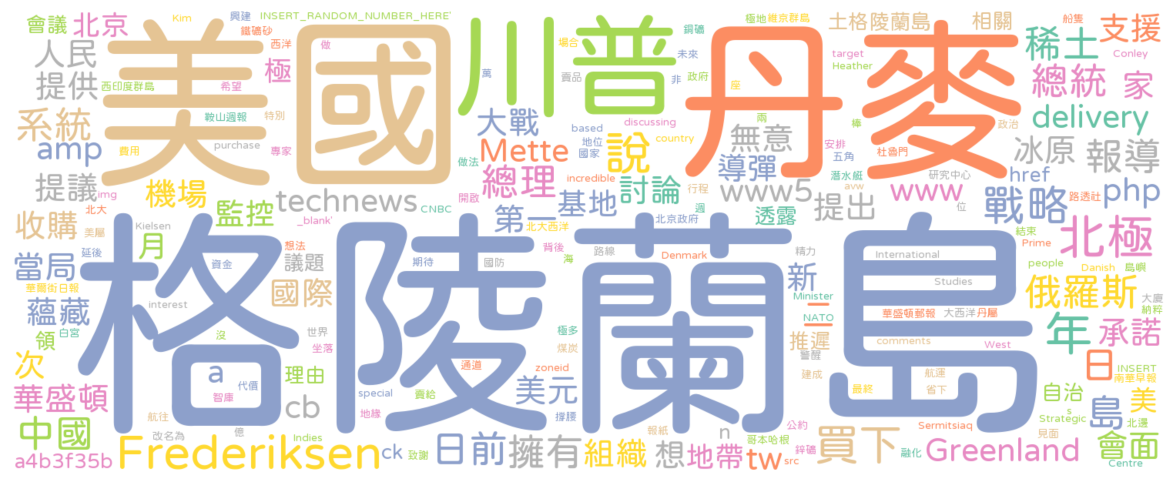 會議 北京 Kim 興建 INSERT_RANDOM_NUMBER_HERE' 場合 銅礦 極地 維京群島 土格陵蘭島 相關 稀土 船隻 支援
人民 鐵礦砂 西洋 做 未來 target Conley
美國 川普 丹麥
提供 西印度群島 希望 極 萬 賣品 非 政府 屋 Heather 總統 家
系統 鞍山週報 特別 大戰 discussing country 兩 棒 政治 delivery
amp 費用 purchase 專家 Mette based 地位 國家 說 無意 安排 五角 杜魯門 冰原 報導
提議 img 機場 做法 incredible 總理 討論 導彈 行程 潛水艇 研究中心 href
technews 開啟 CNBC 第一 基地 週 www5 提出 avw www 位 戰略 路透社 php
收購 北大 美屬 監控 _blank' 北大西洋 北京政府 透露
Kielsen 月 想法 背後 海 路線 Denmark 精力 International 結束 Prime 北極
當局 延後 資金 議題 期待 國防 新 Studies people Danish 島嶼
格陵蘭島
華爾街日報 蘊藏 interest 國際 世界 極多 Minister 一 NATO 華盛頓郵報 大西洋 丹屬 俄羅斯 大廈 納粹
領 白宮 沒 坐落 煤炭 推遲 警醒 comments West 年 承諾
次 a 理由 通道 zoneid 美元 建成 航運 日 INSERT 南華早報
華盛頓 代價 智庫 cb special 賣給 撐腰 最終 省下 自治 美
中國 航往 億 地緣 報紙 n 公約 Sermitsiaq s 島 Strategic 北邊
改名為 Indies 哥本哈根 見面 會面
a4b3f35b Frederiksen ck 致謝 日前 擁有 組織 想 地帶 tw 鋅礦 src 買下 融化 Greenland Centre